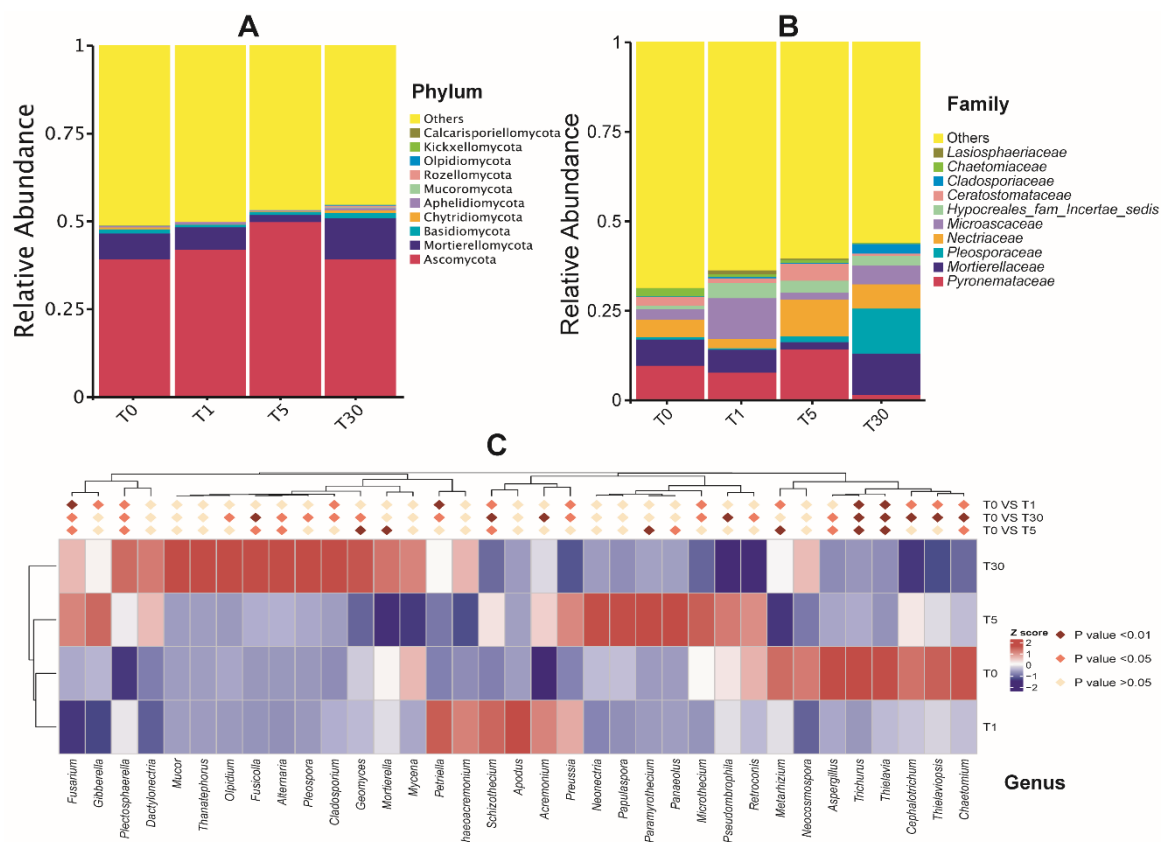 A
Relative Abundance
1
0.75
0.5
0.25
0
T0
T1
T5
T30
Phylum
Others
Calcarisporiellomycota
Kickxellomycota
Olpidiomycota
Rozellomycota
Mucoromycota
Aphelidiomycota
Chytridiomycota
Basidiomycota
Mortierellomycota
Ascomycota
B
Relative Abundance
1
0.75
0.5
0.25
0
T0
T1
T5
T30
Family
Others
Lasiosphaeriaceae
Chaetomiaceae
Cladosporiaceae
Ceratostomataceae
Hypocreales_fam_Incertae_sedis
Microascaceae
Nectriaceae
Pleosporaceae
Mortierellaceae
Pyronemataceae
C
T0 VS T1
T0 VS T30
T0 VS T5
T30
T5
T0
T1
Z score
2
1
0
−1
−2
P value <0.01
P value <0.05
P value >0.05
Fusarium
Gibberella
Plectosphaerella
Dactylonectria
Mucor
Thanatephorus
Olpidium
Fusicolla
Alternaria
Pleospora
Cladosporium
Geomyces
Mortierella
Mycena
Petriella
haeoacremonium
Schizothecium
Apodus
Acremonium
Preussia
Neonectria
Papulaspora
Paramyrothecium
Panaeolus
Microthecium
Pseudombrophila
Retroconis
Metarhizium
Neocosmospora
Aspergillus
Trichurus
Thielavia
Cephalotrichum
Thielaviopsis
Chaetomium
Genus